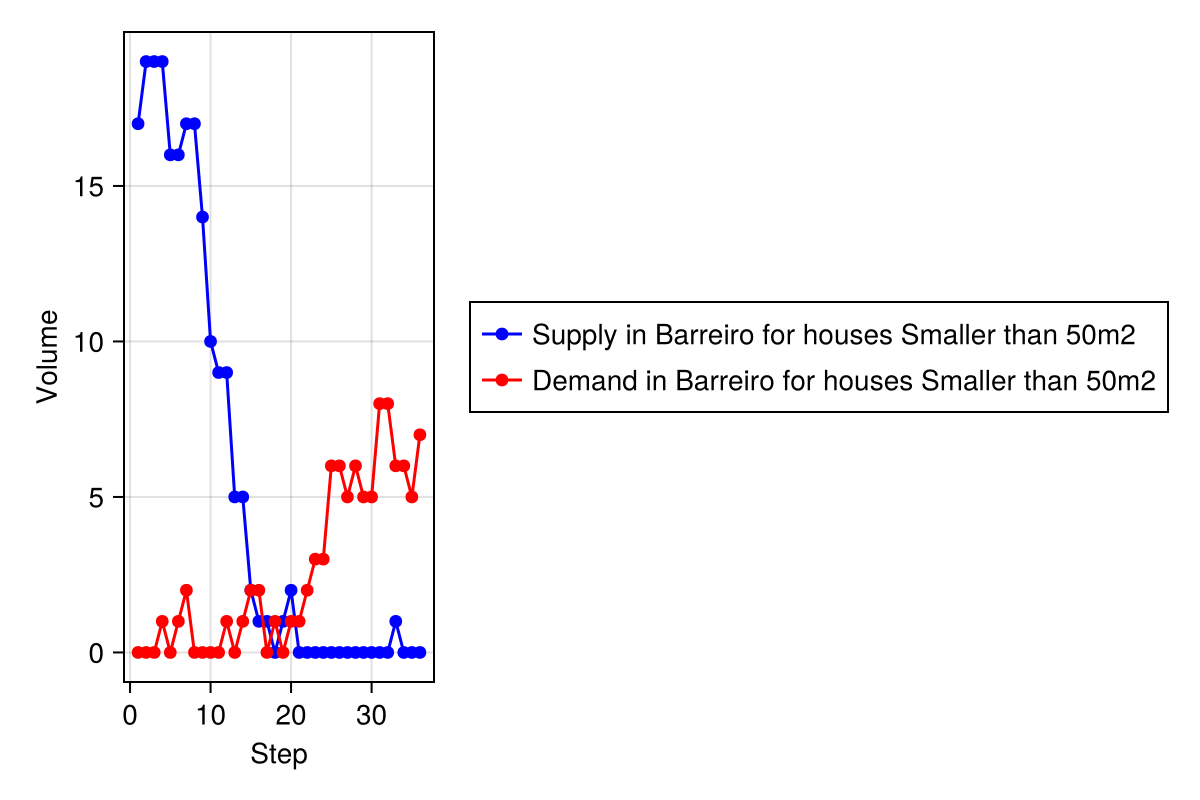 Volume
15
10
5
0
0 10 20 30
Step
Supply in Barreiro for houses Smaller than 50m2
Demand in Barreiro for houses Smaller than 50m2